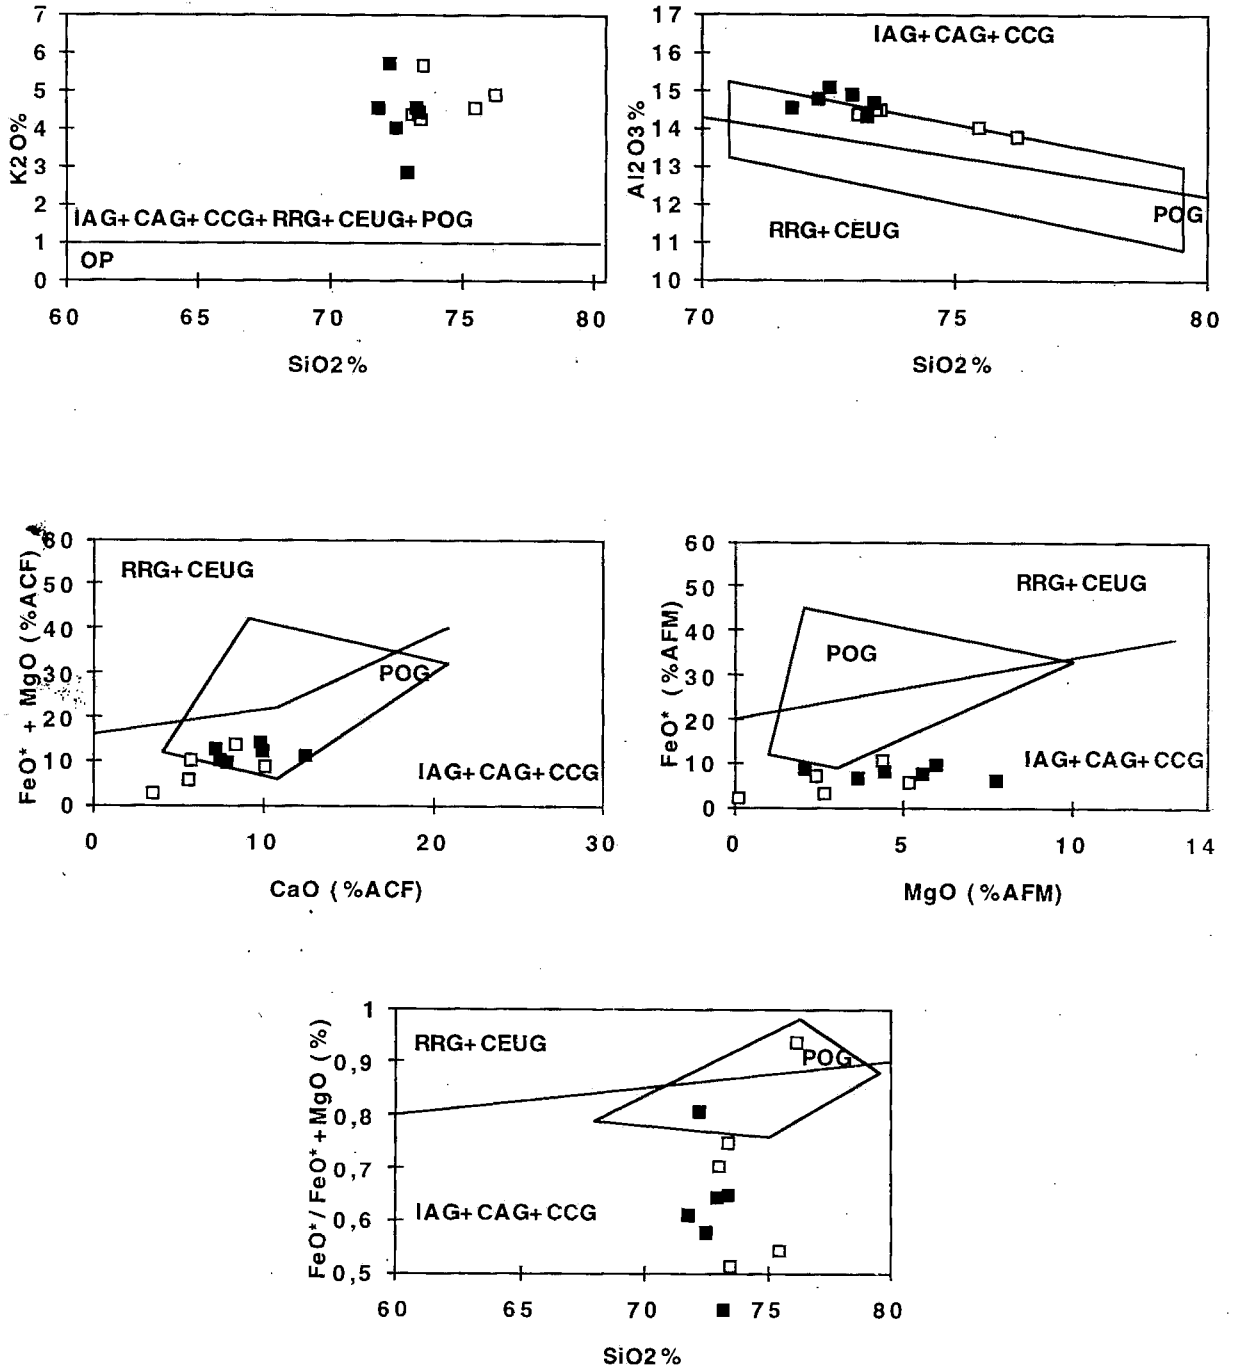 7
6
5
4
3
2
1
0
K2O%
IAG+CAG+CCG+RRG+CEUG+POG
OP
60 65 70 75 80
SiO2%
17
16
15
14
13
12
11
10
Al2O3%
IAG+CAG+CCG
POG
RRG+CEUG
70 75 80
SiO2%
60
50
40
30
20
10
0
FeO* + MgO (%ACF)
RRG+CEUG
POG
IAG+CAG+CCG
0 10 20 30
CaO (%ACF)
60
50
40
30
20
10
0
FeO* (%AFM)
RRG+CEUG
POG
IAG+CAG+CCG
0 5 10 14
MgO (%AFM)
1
0,9
0,8
0,7
0,6
0,5
FeO*/FeO*+MgO (%)
RRG+CEUG
POG
IAG+CAG+CCG
60 65 70 75 80
SiO2%